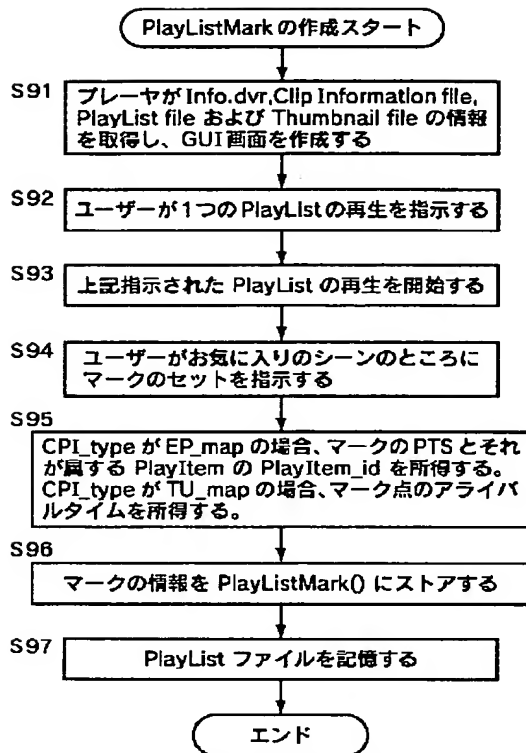 PlayListMark の作成スタート
S91
プレーヤが Info.dvr,Clip Information file,
PlayList file および Thumbnail file の情報
を取得し、GUI 画面を作成する
S92
ユーザーが1つの PlayList の再生を指示する
S93
上記指示された PlayList の再生を開始する
S94
ユーザーがお気に入りのシーンのところに
マークのセットを指示する
S95
CPI_type が EP_map の場合、マークの PTS とそれ
が属する PlayItem の PlayItem_id を所得する。
CPI_type が TU_map の場合、マーク点のアライバ
ルタイムを所得する。
S96
マークの情報を PlayListMark() にストアする
S97
PlayList ファイルを記憶する
エンド